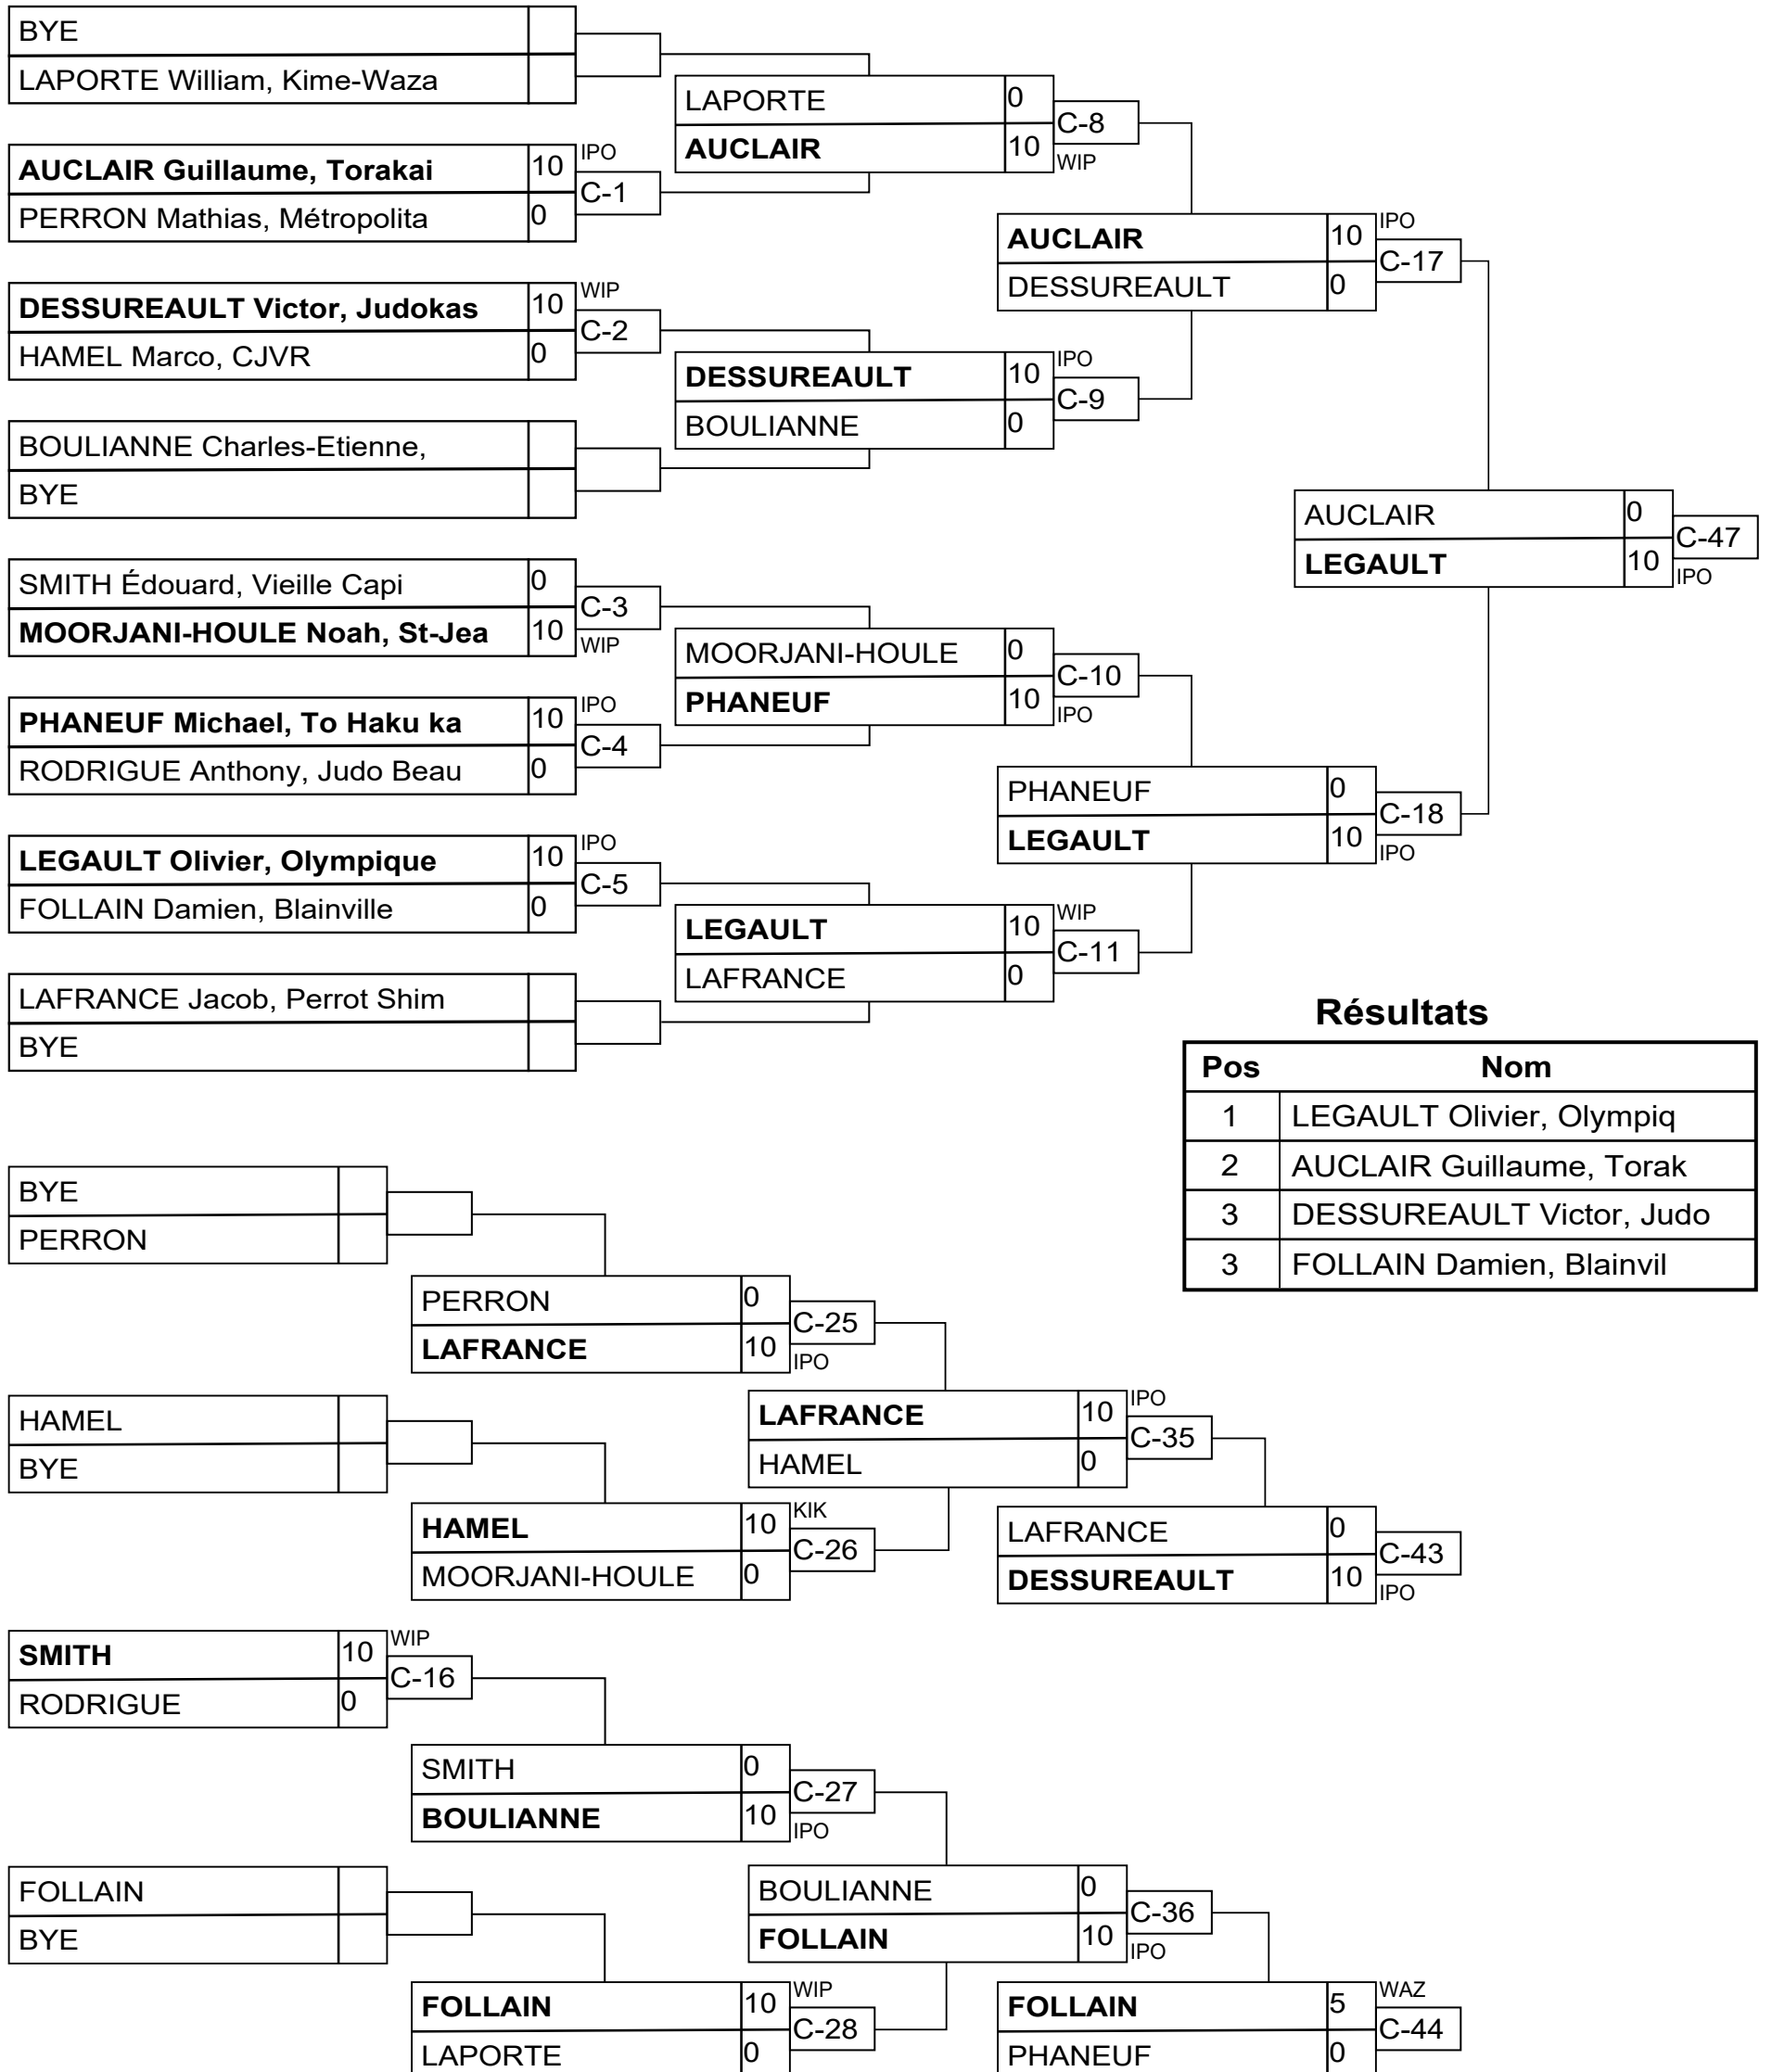 BYE
LAPORTE William, Kime-Waza
AUCLAIR Guillaume, Torakai 10 IPO
C-1
PERRON Mathias, Métropolita 0
DESSUREAULT Victor, Judokas 10 WIP
C-2
HAMEL Marco, CJVR 0
BOULIANNE Charles-Etienne,
BYE
SMITH Édouard, Vieille Capi 0
C-3
MOORJANI-HOULE Noah, St-Jea 10 WIP
PHANEUF Michael, To Haku ka 10 IPO
C-4
RODRIGUE Anthony, Judo Beau 0
LEGAULT Olivier, Olympique 10 IPO
C-5
FOLLAIN Damien, Blainville 0
LAFRANCE Jacob, Perrot Shim
BYE
LAPORTE 0
C-8
AUCLAIR 10 WIP
DESSUREAULT 10 IPO
C-9
BOULIANNE 0
MOORJANI-HOULE 0
C-10
PHANEUF 10 IPO
LEGAULT 10 WIP
C-11
LAFRANCE 0
AUCLAIR 10 IPO
C-17
DESSUREAULT 0
PHANEUF 0
C-18
LEGAULT 10 IPO
AUCLAIR 0
C-47
LEGAULT 10 IPO
Résultats
Pos Nom
1 LEGAULT Olivier, Olympiq
2 AUCLAIR Guillaume, Torak
3 DESSUREAULT Victor, Judo
3 FOLLAIN Damien, Blainvil
BYE
PERRON
HAMEL
BYE
SMITH 10 WIP
C-16
RODRIGUE 0
FOLLAIN
BYE
PERRON 0
C-25
LAFRANCE 10 IPO
HAMEL 10 KIK
C-26
MOORJANI-HOULE 0
SMITH 0
C-27
BOULIANNE 10 IPO
FOLLAIN 10 WIP
C-28
LAPORTE 0
LAFRANCE 10 IPO
C-35
HAMEL 0
BOULIANNE 0
C-36
FOLLAIN 10 IPO
LAFRANCE 0
C-43
DESSUREAULT 10 IPO
FOLLAIN 5 WAZ
C-44
PHANEUF 0